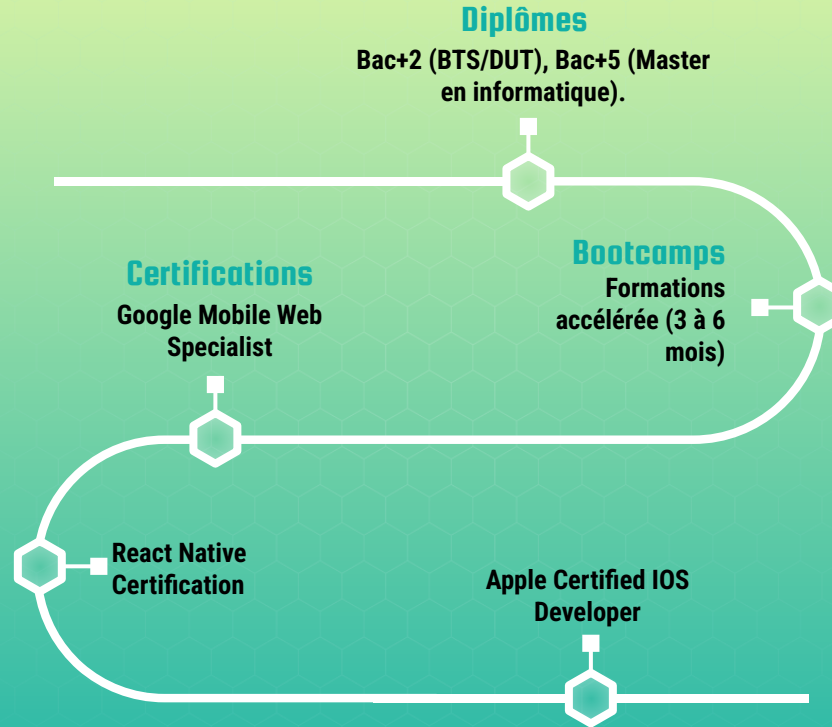 Diplômes
Bac+2 (BTS/DUT), Bac+5 (Master
en informatique).
Bootcamps
Formations
accélérée (3 à 6
mois)
Certifications
Google Mobile Web
Specialist
React Native
Certification
Apple Certified IOS
Developer